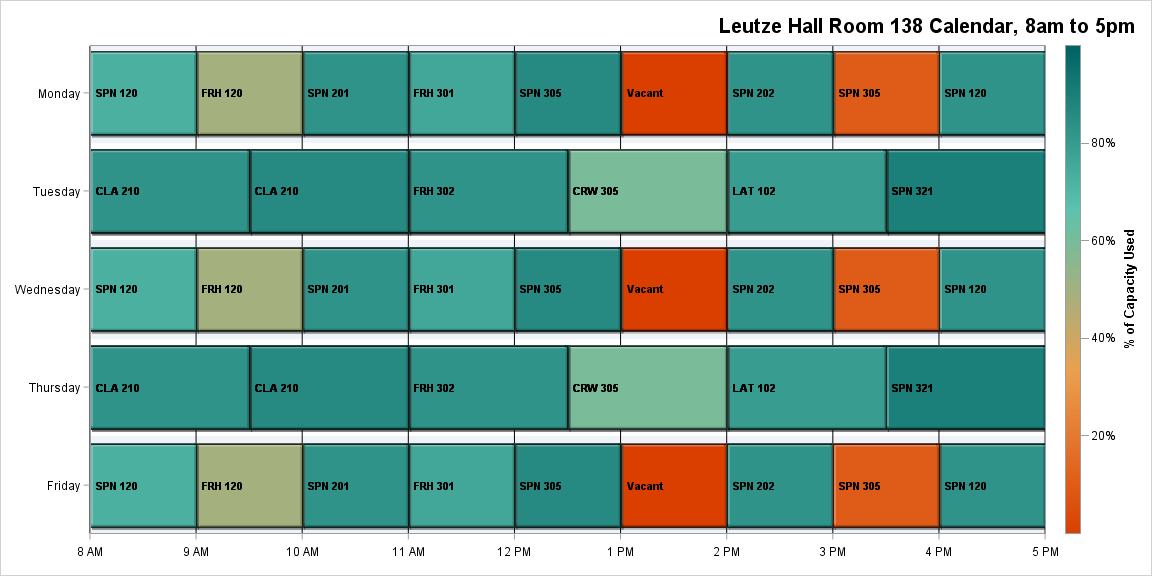 Leutze Hall Room 138 Calendar, 8am to 5pm
Monday
SPN 120 FRH 120 SPN 201 FRH 301 SPN 305 Vacant SPN 202 SPN 305 SPN 120
Tuesday
CLA 210 CLA 210 FRH 302 CRW 305 LAT 102 SPN 321
Wednesday
SPN 120 FRH 120 SPN 201 FRH 301 SPN 305 Vacant SPN 202 SPN 305 SPN 120
Thursday
CLA 210 CLA 210 FRH 302 CRW 305 LAT 102 SPN 321
Friday
SPN 120 FRH 120 SPN 201 FRH 301 SPN 305 Vacant SPN 202 SPN 305 SPN 120
8 AM 9 AM 10 AM 11 AM 12 PM 1 PM 2 PM 3 PM 4 PM 5 PM
80%
60%
40%
20%
% of Capacity Used